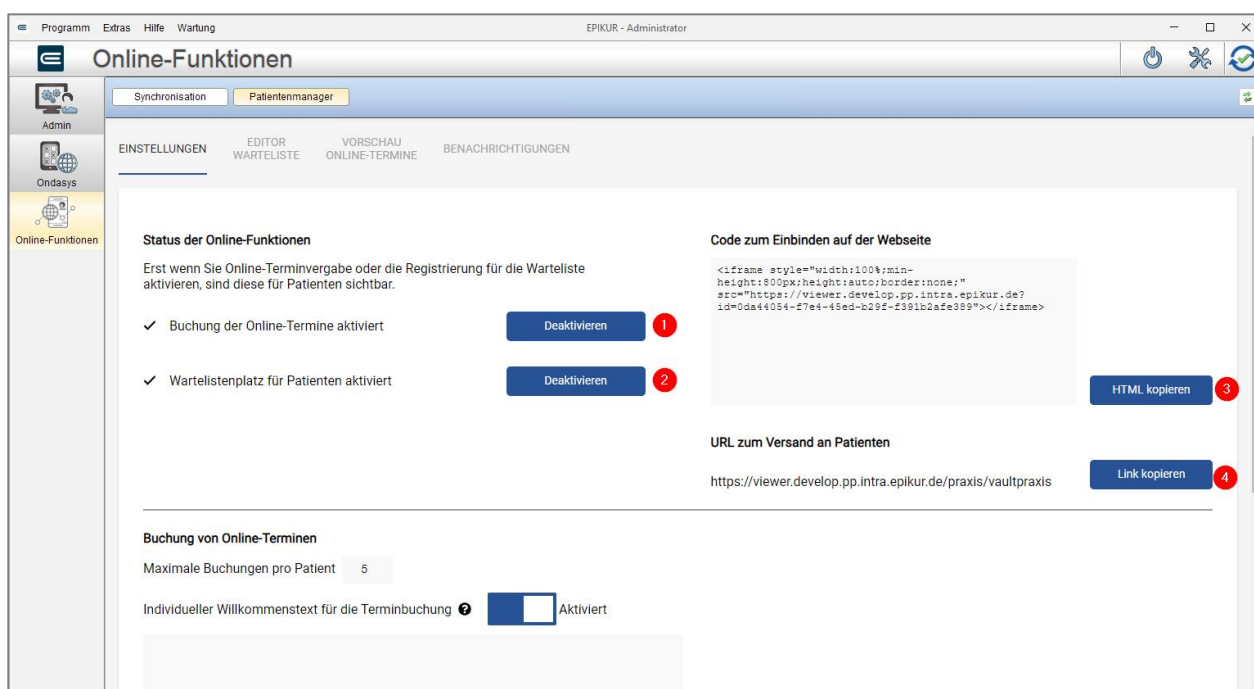 Programm Extras Hilfe Wartung
EPIKUR - Administrator
Online-Funktionen
Synchronisation
Patientenmanager
Admin
Ondasys
Online-Funktionen
EINSTELLUNGEN
EDITOR
WARTELISTE
VORSCHAU
ONLINE-TERMINE
BENACHRICHTIGUNGEN
Status der Online-Funktionen
Erst wenn Sie Online-Terminvergabe oder die Registrierung für die Warteliste
aktivieren, sind diese für Patienten sichtbar.
Buchung der Online-Termine aktiviert
Deaktivieren
1
Wartelistenplatz für Patienten aktiviert
Deaktivieren
2
Code zum Einbinden auf der Webseite
<iframe style="width:100%;min-
height:800px;height:auto;border:none;"
src="https://viewer.develop.pp.intra.epikur.de?
id=0da44054-f7e4-45ed-b29f-f391b2afe389"></iframe>
HTML kopieren
3
URL zum Versand an Patienten
https://viewer.develop.pp.intra.epikur.de/praxis/vaultpraxis
Link kopieren
4
Buchung von Online-Terminen
Maximale Buchungen pro Patient 5
Individueller Willkommenstext für die Terminbuchung ? Aktiviert